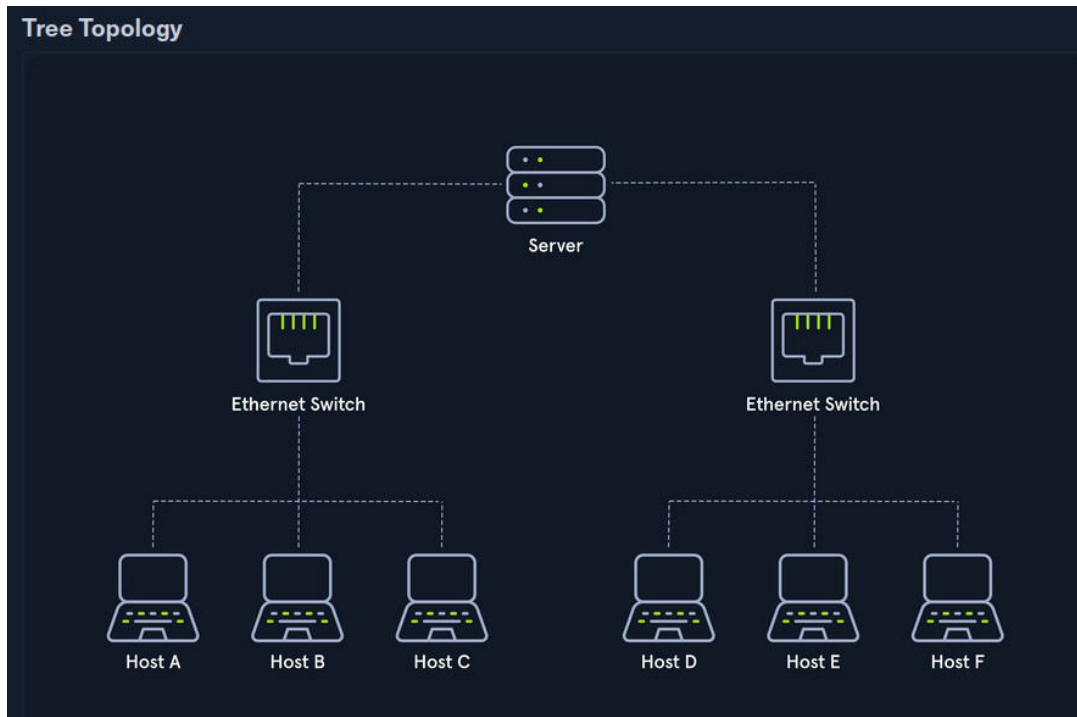 Tree Topology
Server
Ethernet Switch
Ethernet Switch
Host A
Host B
Host C
Host D
Host E
Host F